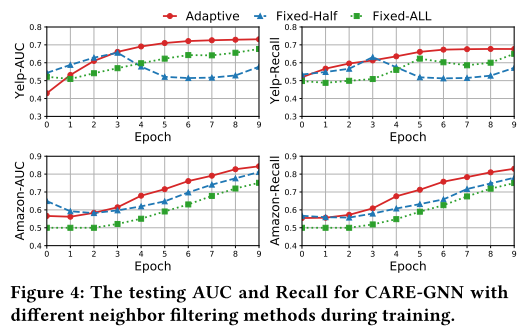 Adaptive Fixed-Half Fixed-ALL
0.8 0.7 0.6 0.5 0.4 0.3
Yelp-AUC
0 1 2 3 4 5 6 7 8 9
Epoch
0.8 0.7 0.6 0.5 0.4 0.3
Yelp-Recall
0 1 2 3 4 5 6 7 8 9
Epoch
0.9 0.8 0.7 0.6 0.5 0.4
Amazon-AUC
0 1 2 3 4 5 6 7 8 9
Epoch
0.9 0.8 0.7 0.6 0.5 0.4
Amazon-Recall
0 1 2 3 4 5 6 7 8 9
Epoch
Figure 4: The testing AUC and Recall for CARE-GNN with
different neighbor filtering methods during training.